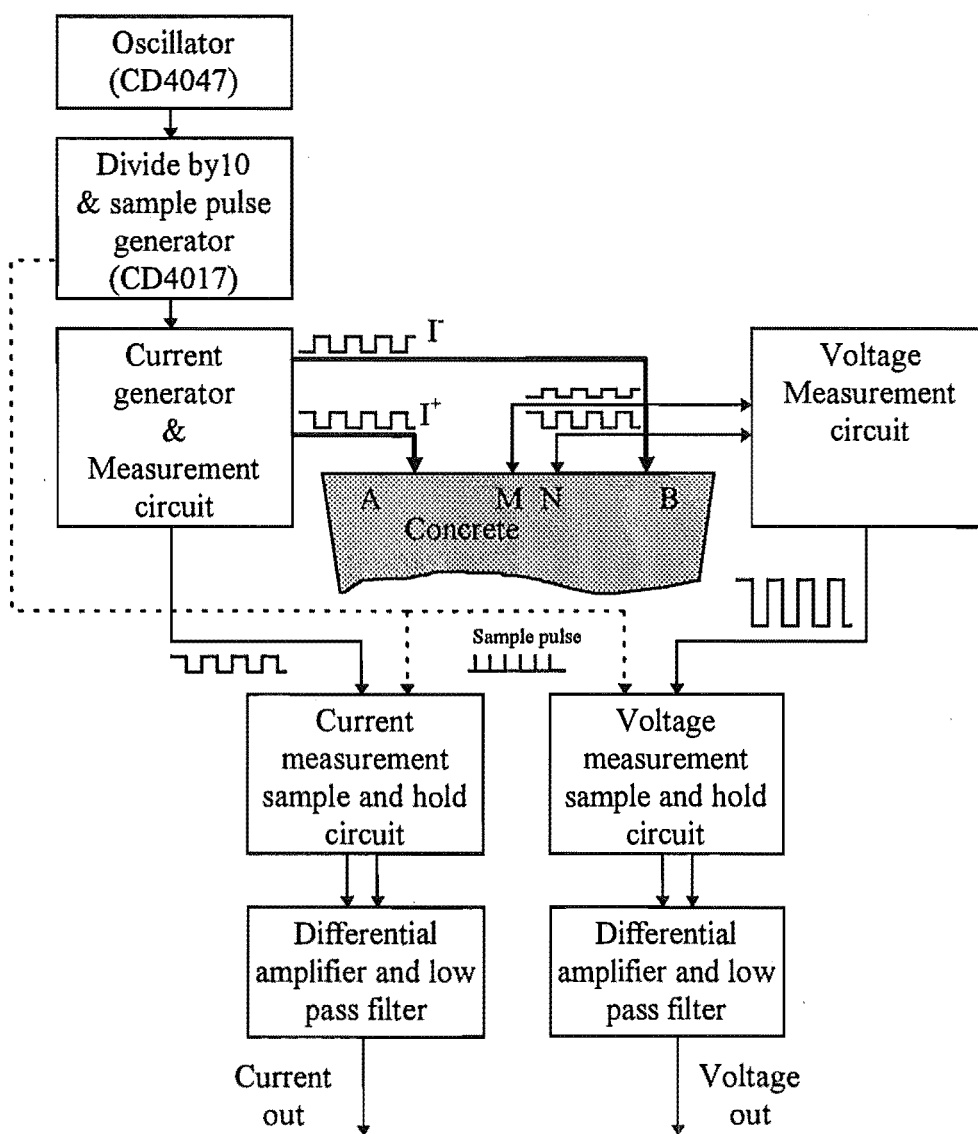 Oscillator
(CD4047)
Divide by10
& sample pulse
generator
(CD4017)
Current
generator
&
Measurement
circuit
I-
I+
Voltage
Measurement
circuit
A M N B
Concrete
Sample pulse
Current
measurement
sample and hold
circuit
Voltage
measurement
sample and hold
circuit
Differential
amplifier and low
pass filter
Differential
amplifier and low
pass filter
Current
out
Voltage
out